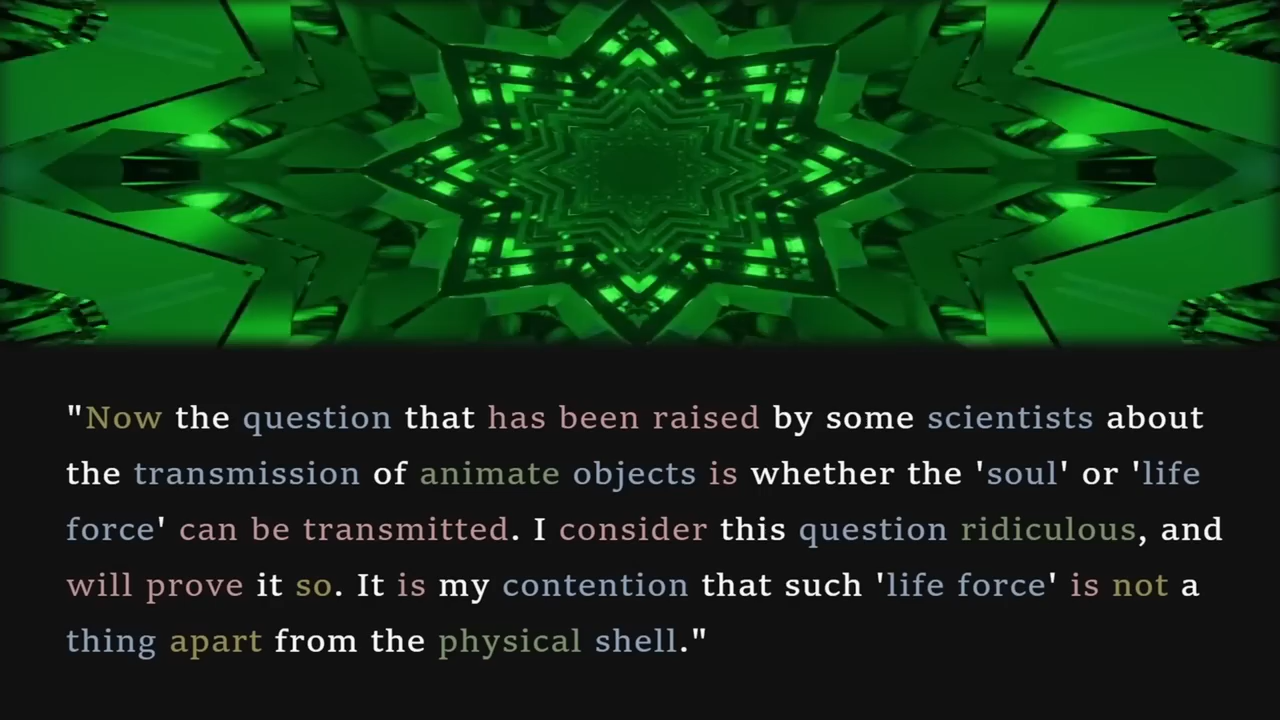 "Now the question that has been raised by some scientists about
the transmission of animate objects is whether the 'soul' or 'life
force' can be transmitted. I consider this question ridiculous, and
will prove it so. It is my contention that such 'life force' is not a
thing apart from the physical shell."